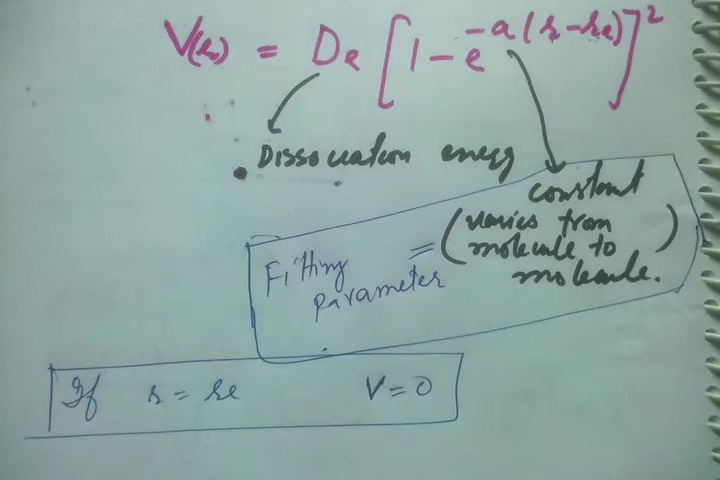 V(r) = De [1-e^-a(r-re)]²
Dissociation energy
constant
(varies from
molecule to
molecule.)
Fitting =
parameter
If r = re V = 0